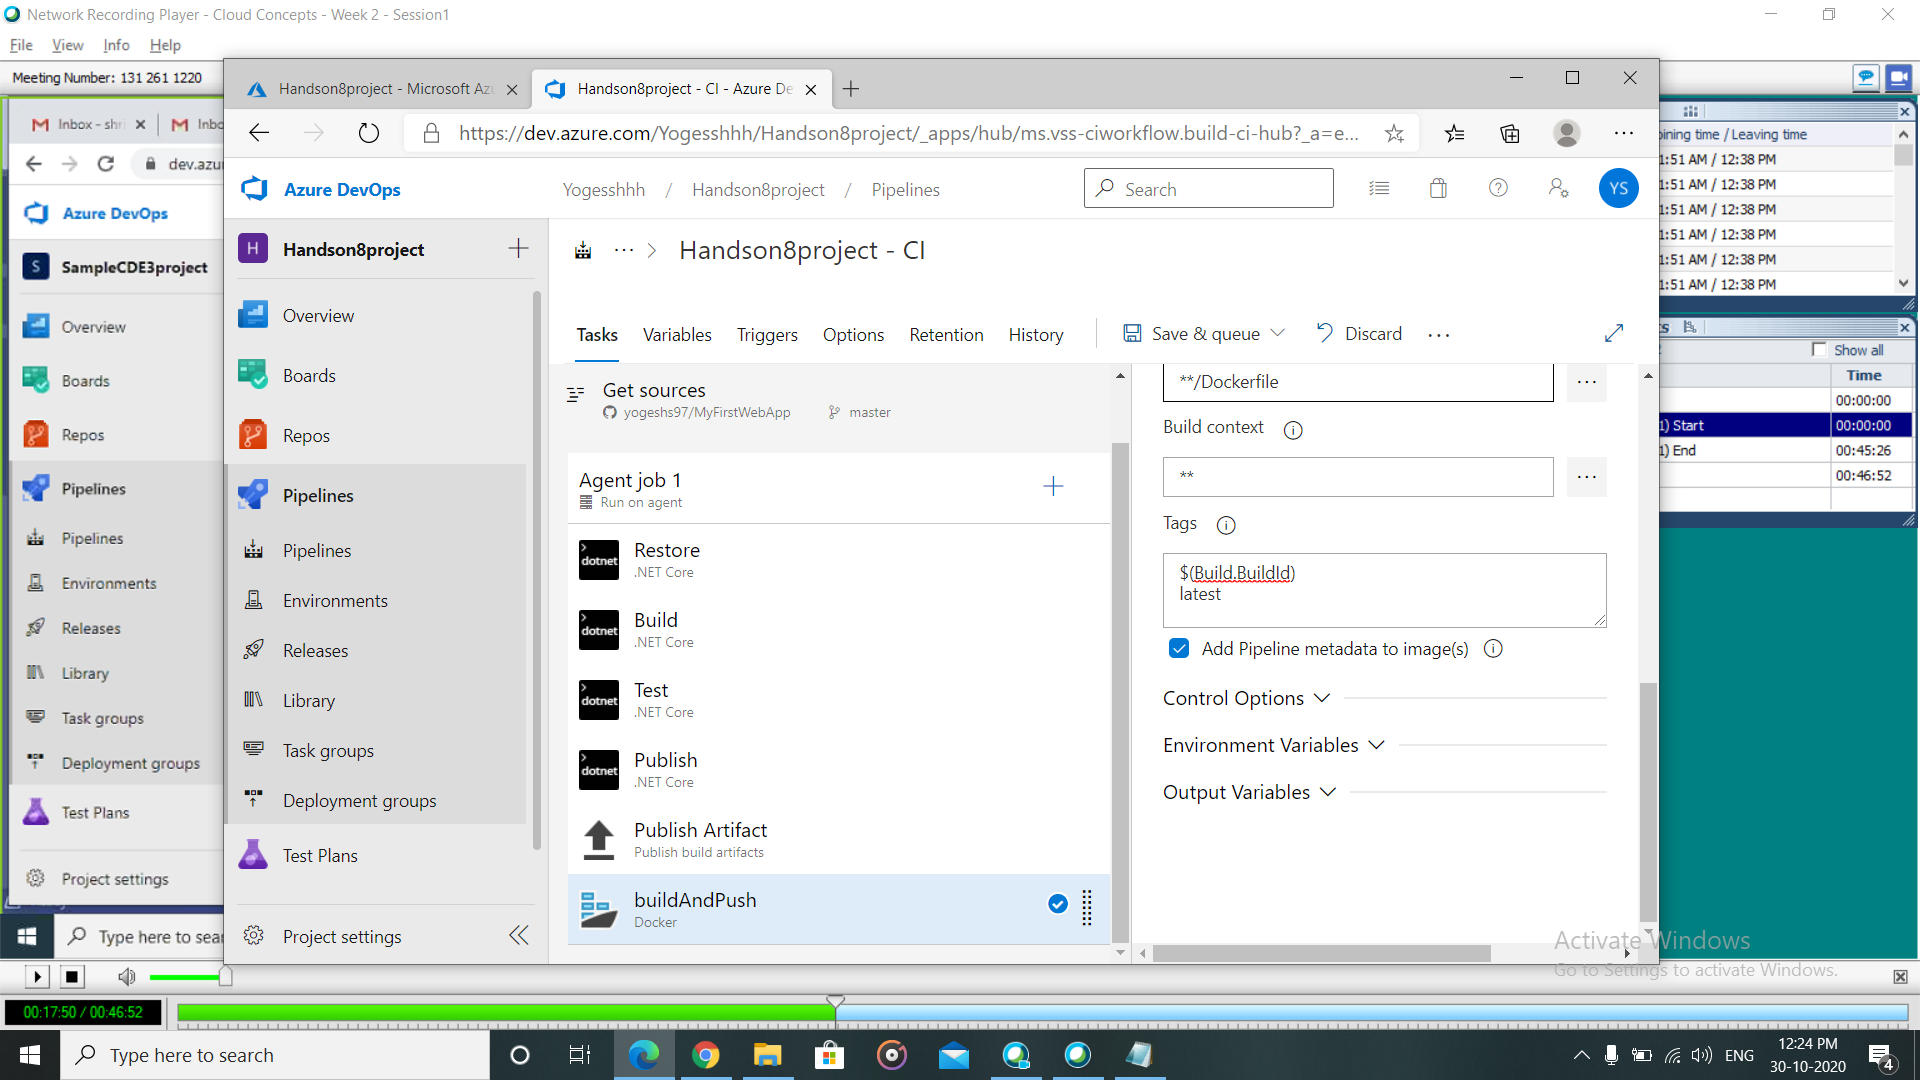 Network Recording Player - Cloud Concepts - Week 2 - Session1
File View Info Help
Meeting Number: 131 261 1220
Inbox - shri
Inbo
dev.azu
Azure DevOps
S SampleCDE3project
Overview
Boards
Repos
Pipelines
Pipelines
Environments
Releases
Library
Task groups
Deployment groups
Test Plans
Project settings
Type here to sear
Handson8project - Microsoft Az
Handson8project - CI - Azure De
https://dev.azure.com/Yogesshhh/Handson8project/_apps/hub/ms.vss-ciworkflow.build-ci-hub?_a=e...
Azure DevOps
Yogesshhh / Handson8project / Pipelines
Search
YS
H Handson8project
Overview
Boards
Repos
Pipelines
Pipelines
Environments
Releases
Library
Task groups
Deployment groups
Test Plans
Project settings
... > Handson8project - CI
Tasks Variables Triggers Options Retention History
Save & queue
Discard
Get sources
yogeshs97/MyFirstWebApp
master
Agent job 1
Run on agent
dotnet
Restore
.NET Core
dotnet
Build
.NET Core
dotnet
Test
.NET Core
dotnet
Publish
.NET Core
Publish Artifact
Publish build artifacts
buildAndPush
Docker
**/Dockerfile
Build context
**
Tags
$(Build.BuildId)
latest
Add Pipeline metadata to image(s)
Control Options
Environment Variables
Output Variables
ining time / Leaving time
1:51 AM / 12:38 PM
1:51 AM / 12:38 PM
1:51 AM / 12:38 PM
1:51 AM / 12:38 PM
1:51 AM / 12:38 PM
1:51 AM / 12:38 PM
Show all
Time
00:00:00
1) Start 00:00:00
1) End 00:45:26
00:46:52
Activate Windows
Go to Settings to activate Windows.
00:17:50 / 00:46:52
Type here to search
ENG
12:24 PM
30-10-2020
4